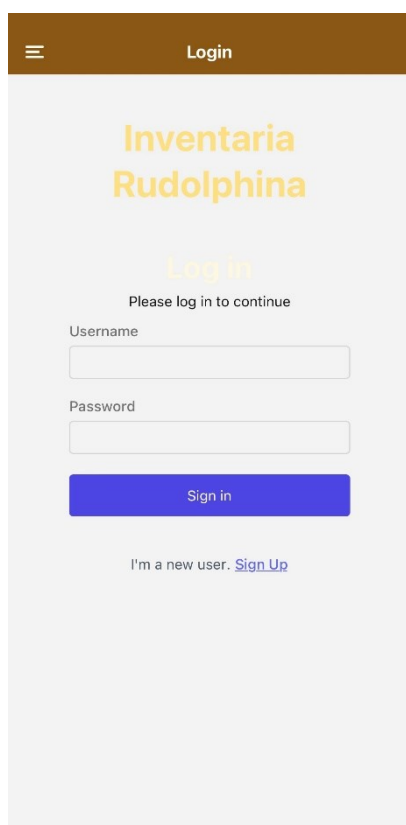 Login
Inventaria
Rudolphina
Log in
Please log in to continue
Username
Password
Sign in
I'm a new user. Sign Up